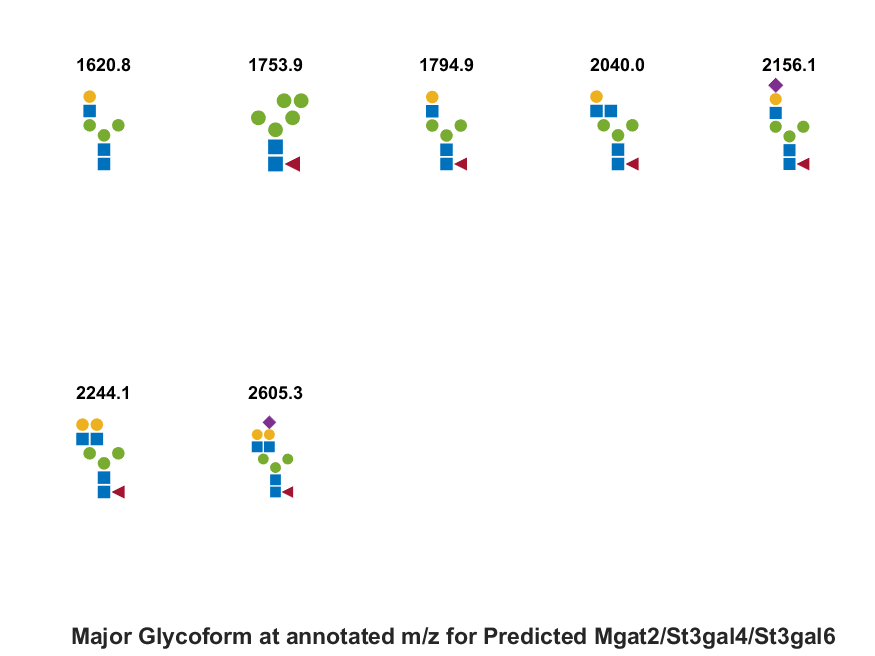 1620.8 1753.9 1794.9 2040.0 2156.1
2244.1 2605.3
Major Glycoform at annotated m/z for Predicted Mgat2/St3gal4/St3gal6